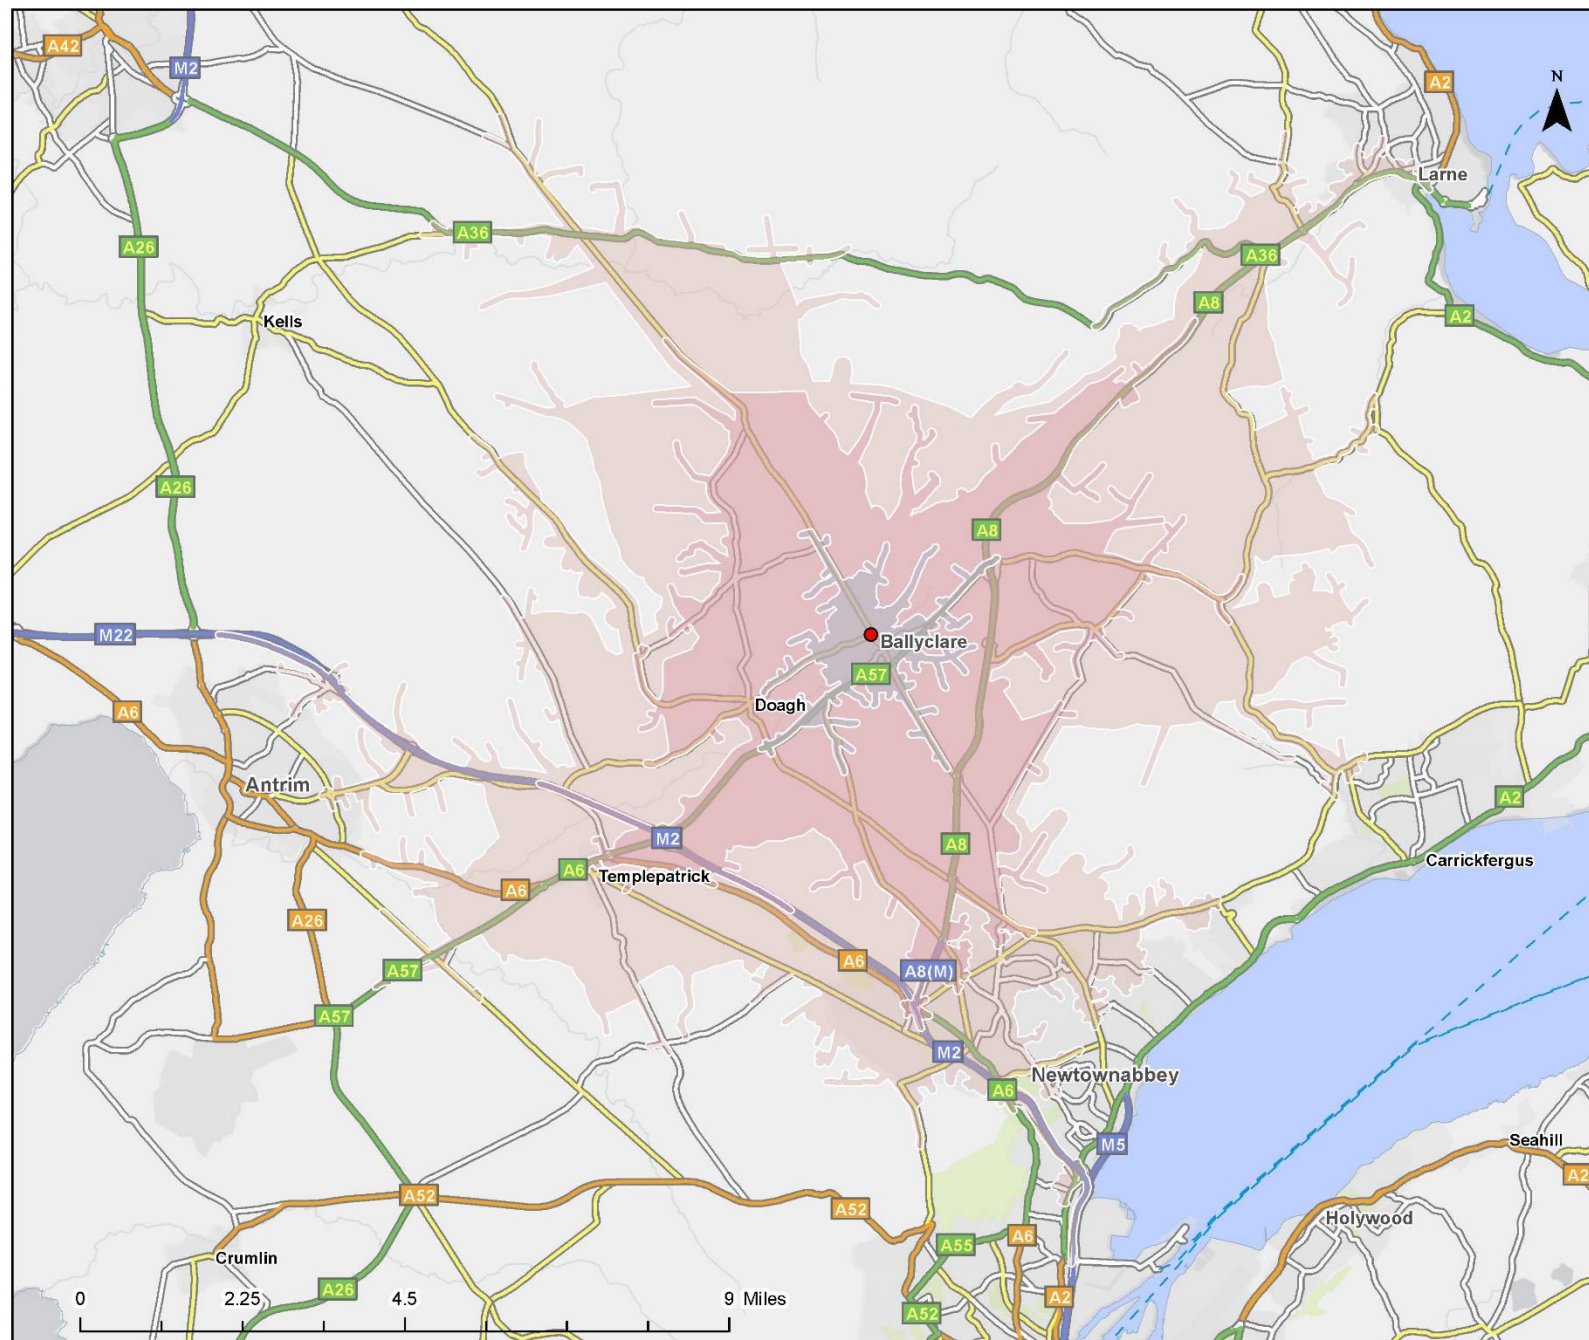 A42
M2
A2
N
Larne
A26
A36
A36
A8
A2
Kells
A26
A8
M22
Ballyclare
A57
A6
Doagh
Antrim
A2
M2
A8
A6
A6
Templepatrick
Carrickfergus
A26
A57
A6
A8(M)
A57
M2
Newtownabbey
A6
M5
Seahill
A2
A52
A52
Holywood
A6
A55
Crumlin
A26
A2
A52
0 2.25 4.5 9 Miles